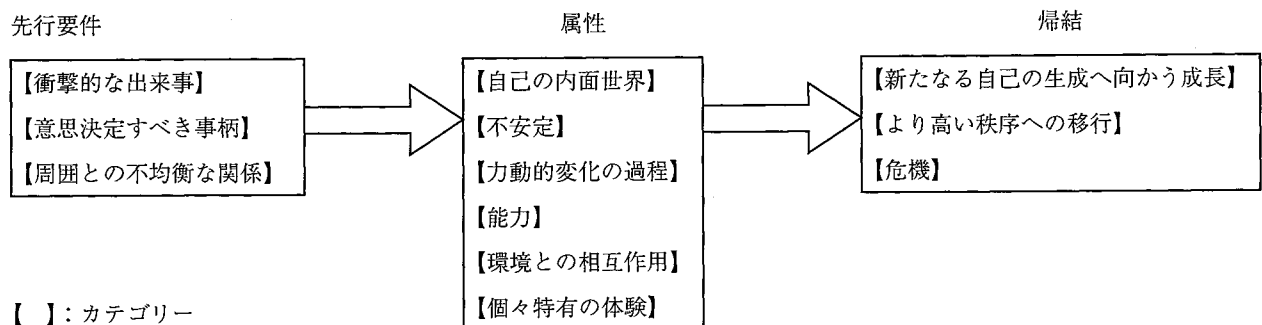 先行要件
【衝撃的な出来事】
【意思決定すべき事柄】
【周囲との不均衡な関係】
属性
【自己の内面世界】
【不安定】
【力動的変化の過程】
【能力】
【環境との相互作用】
【個々特有の体験】
帰結
【新たなる自己の生成へ向かう成長】
【より高い秩序への移行】
【危機】
【　】：カテゴリー